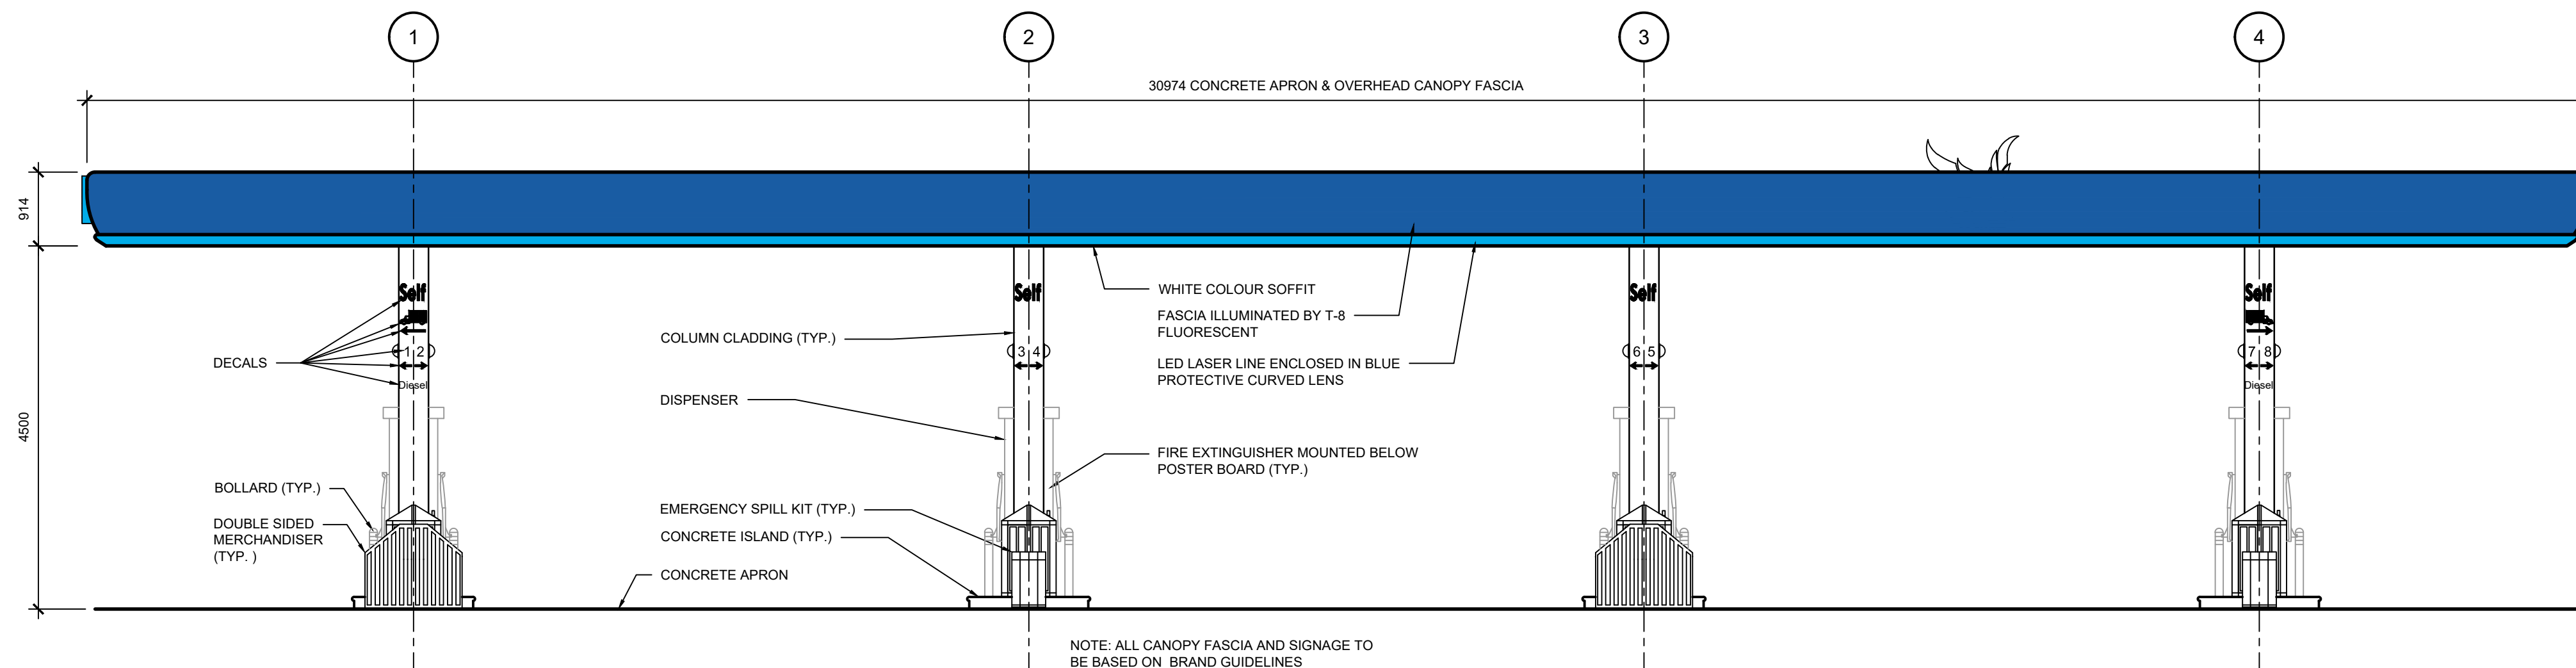 1
2
3
4
30974 CONCRETE APRON & OVERHEAD CANOPY FASCIA
914
4500
Self
Self
Self
Self
WHITE COLOUR SOFFIT
FASCIA ILLUMINATED BY T-8
FLUORESCENT
LED LASER LINE ENCLOSED IN BLUE
PROTECTIVE CURVED LENS
COLUMN CLADDING (TYP.)
DECALS
1 2
3 4
6 5
7 8
Diesel
Diesel
DISPENSER
FIRE EXTINGUISHER MOUNTED BELOW
POSTER BOARD (TYP.)
BOLLARD (TYP.)
DOUBLE SIDED
MERCHANDISER
(TYP. )
EMERGENCY SPILL KIT (TYP.)
CONCRETE ISLAND (TYP.)
CONCRETE APRON
NOTE: ALL CANOPY FASCIA AND SIGNAGE TO
BE BASED ON BRAND GUIDELINES